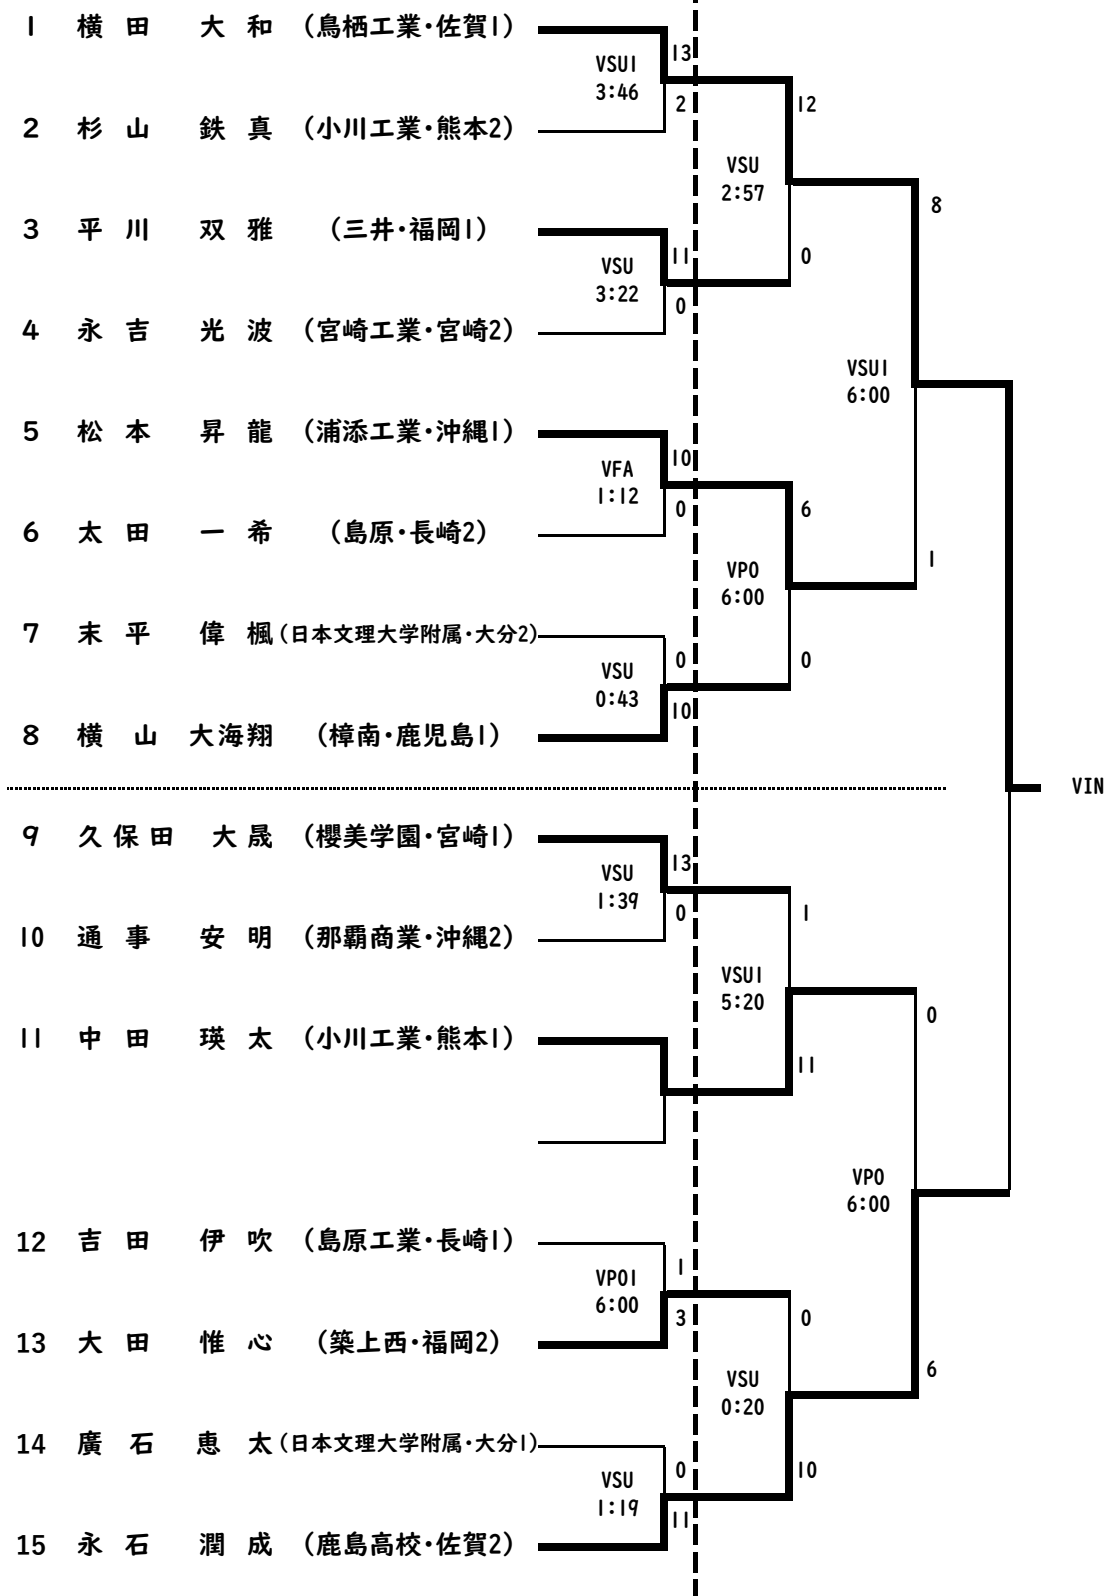 1 横田 大和 (鳥栖工業・佐賀1)
13
VSU1
3:46
2
12
2 杉山 鉄真 (小川工業・熊本2)
VSU
2:57
8
3 平川 双雅 (三井・福岡1)
11
0
VSU
3:22
0
4 永吉 光波 (宮崎工業・宮崎2)
VSU1
6:00
5 松本 昇龍 (浦添工業・沖縄1)
10
VFA
1:12
0
6
6 太田 一希 (島原・長崎2)
1
VPO
6:00
7 末平 偉楓 (日本文理大学附属・大分2)
0
0
VSU
0:43
10
8 横山 大海翔 (樟南・鹿児島1)
VIN
9 久保田 大晟 (櫻美学園・宮崎1)
13
VSU
1:39
0
1
10 通事 安明 (那覇商業・沖縄2)
VSU1
5:20
0
11 中田 瑛太 (小川工業・熊本1)
11
VPO
6:00
12 吉田 伊吹 (島原工業・長崎1)
1
VPO1
6:00
3
0
13 大田 惟心 (築上西・福岡2)
6
VSU
0:20
14 廣石 恵太 (日本文理大学附属・大分1)
0
10
VSU
1:19
11
15 永石 潤成 (鹿島高校・佐賀2)